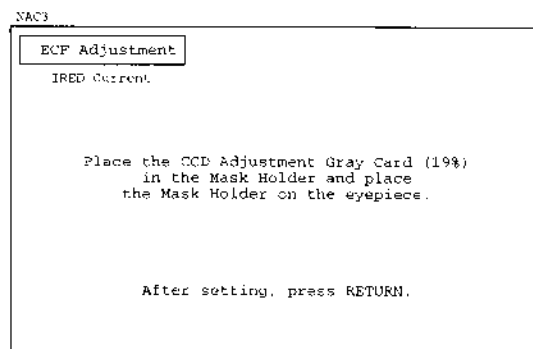 NAC3
ECF Adjustment
IRED Current
Place the CCD Adjustment Gray Card (19%)
in the Mask Holder and place
the Mask Holder on the eyepiece.
After setting, press RETURN.